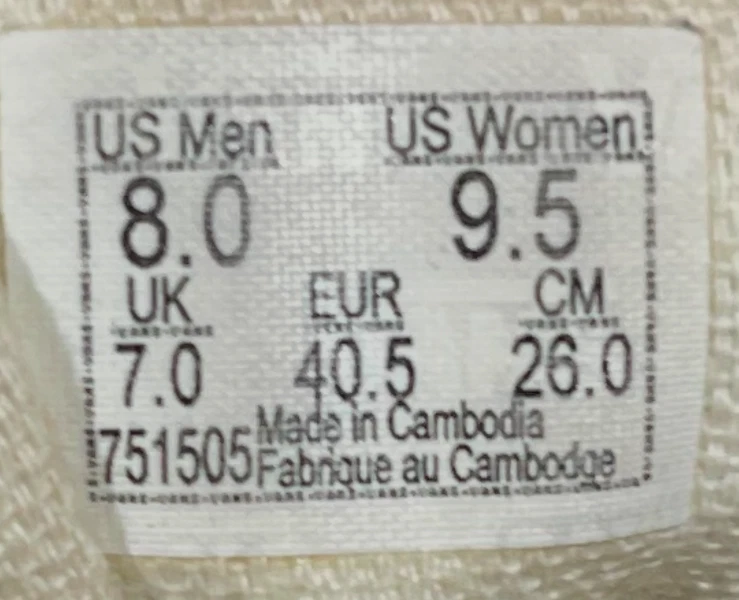 US Men US Women
8.0 9.5
UK EUR CM
7.0 40.5 26.0
751505 Made in Cambodia
Fabrique au Cambodge